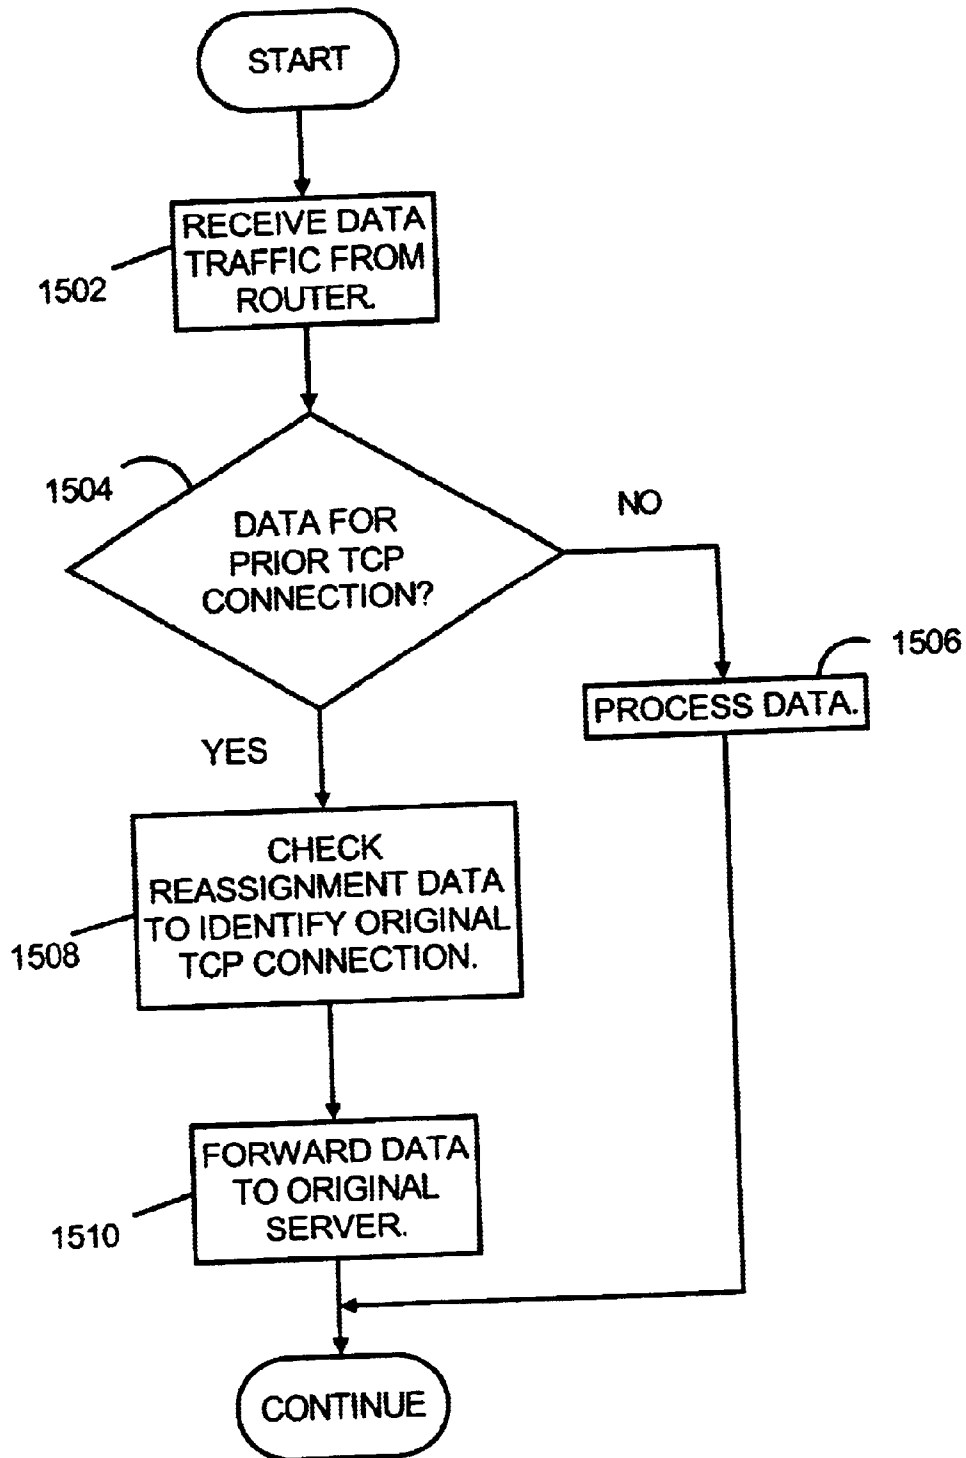 START
RECEIVE DATA
TRAFFIC FROM
ROUTER.
1502
1504
DATA FOR
PRIOR TCP
CONNECTION?
NO
1506
PROCESS DATA.
YES
CHECK
REASSIGNMENT DATA
TO IDENTIFY ORIGINAL
TCP CONNECTION.
1508
FORWARD DATA
TO ORIGINAL
SERVER.
1510
CONTINUE